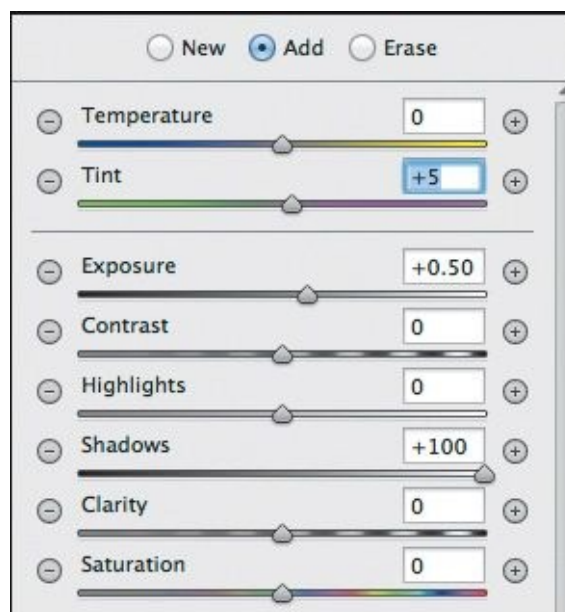 New Add Erase
Temperature 0
Tint +5
Exposure +0.50
Contrast 0
Highlights 0
Shadows +100
Clarity 0
Saturation 0